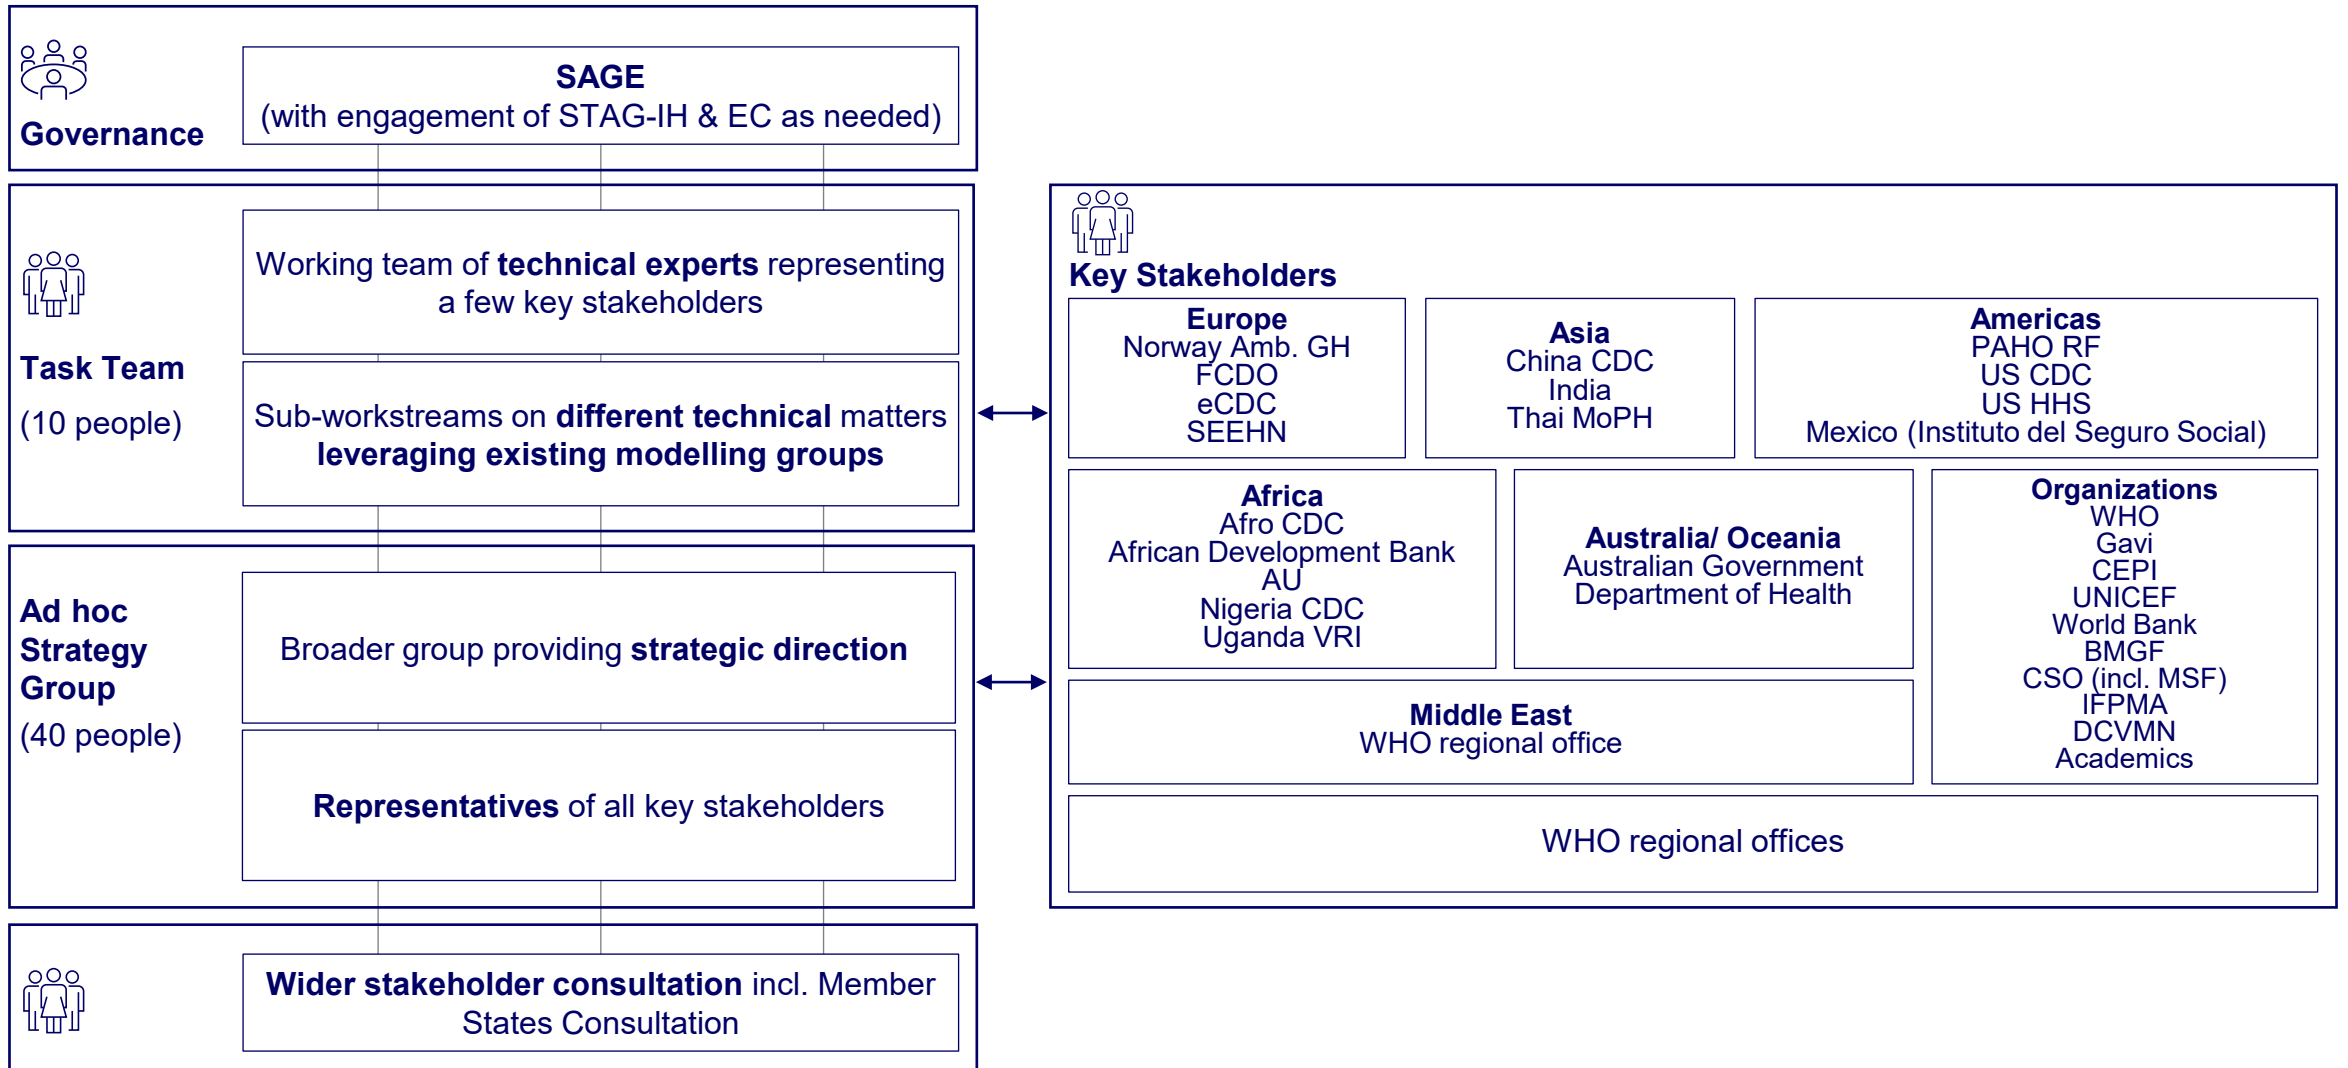 Governance
SAGE
(with engagement of STAG-IH & EC as needed)
Task Team
(10 people)
Working team of technical experts representing
a few key stakeholders
Sub-workstreams on different technical matters
leveraging existing modelling groups
Ad hoc
Strategy
Group
(40 people)
Broader group providing strategic direction
Representatives of all key stakeholders
Wider stakeholder consultation incl. Member
States Consultation
Key Stakeholders
Europe
Norway Amb. GH
FCDO
eCDC
SEEHN
Asia
China CDC
India
Thai MoPH
Americas
PAHO RF
US CDC
US HHS
Mexico (Instituto del Seguro Social)
Africa
Afro CDC
African Development Bank
AU
Nigeria CDC
Uganda VRI
Australia/ Oceania
Australian Government
Department of Health
Organizations
WHO
Gavi
CEPI
UNICEF
World Bank
BMGF
CSO (incl. MSF)
IFPMA
DCVMN
Academics
Middle East
WHO regional office
WHO regional offices